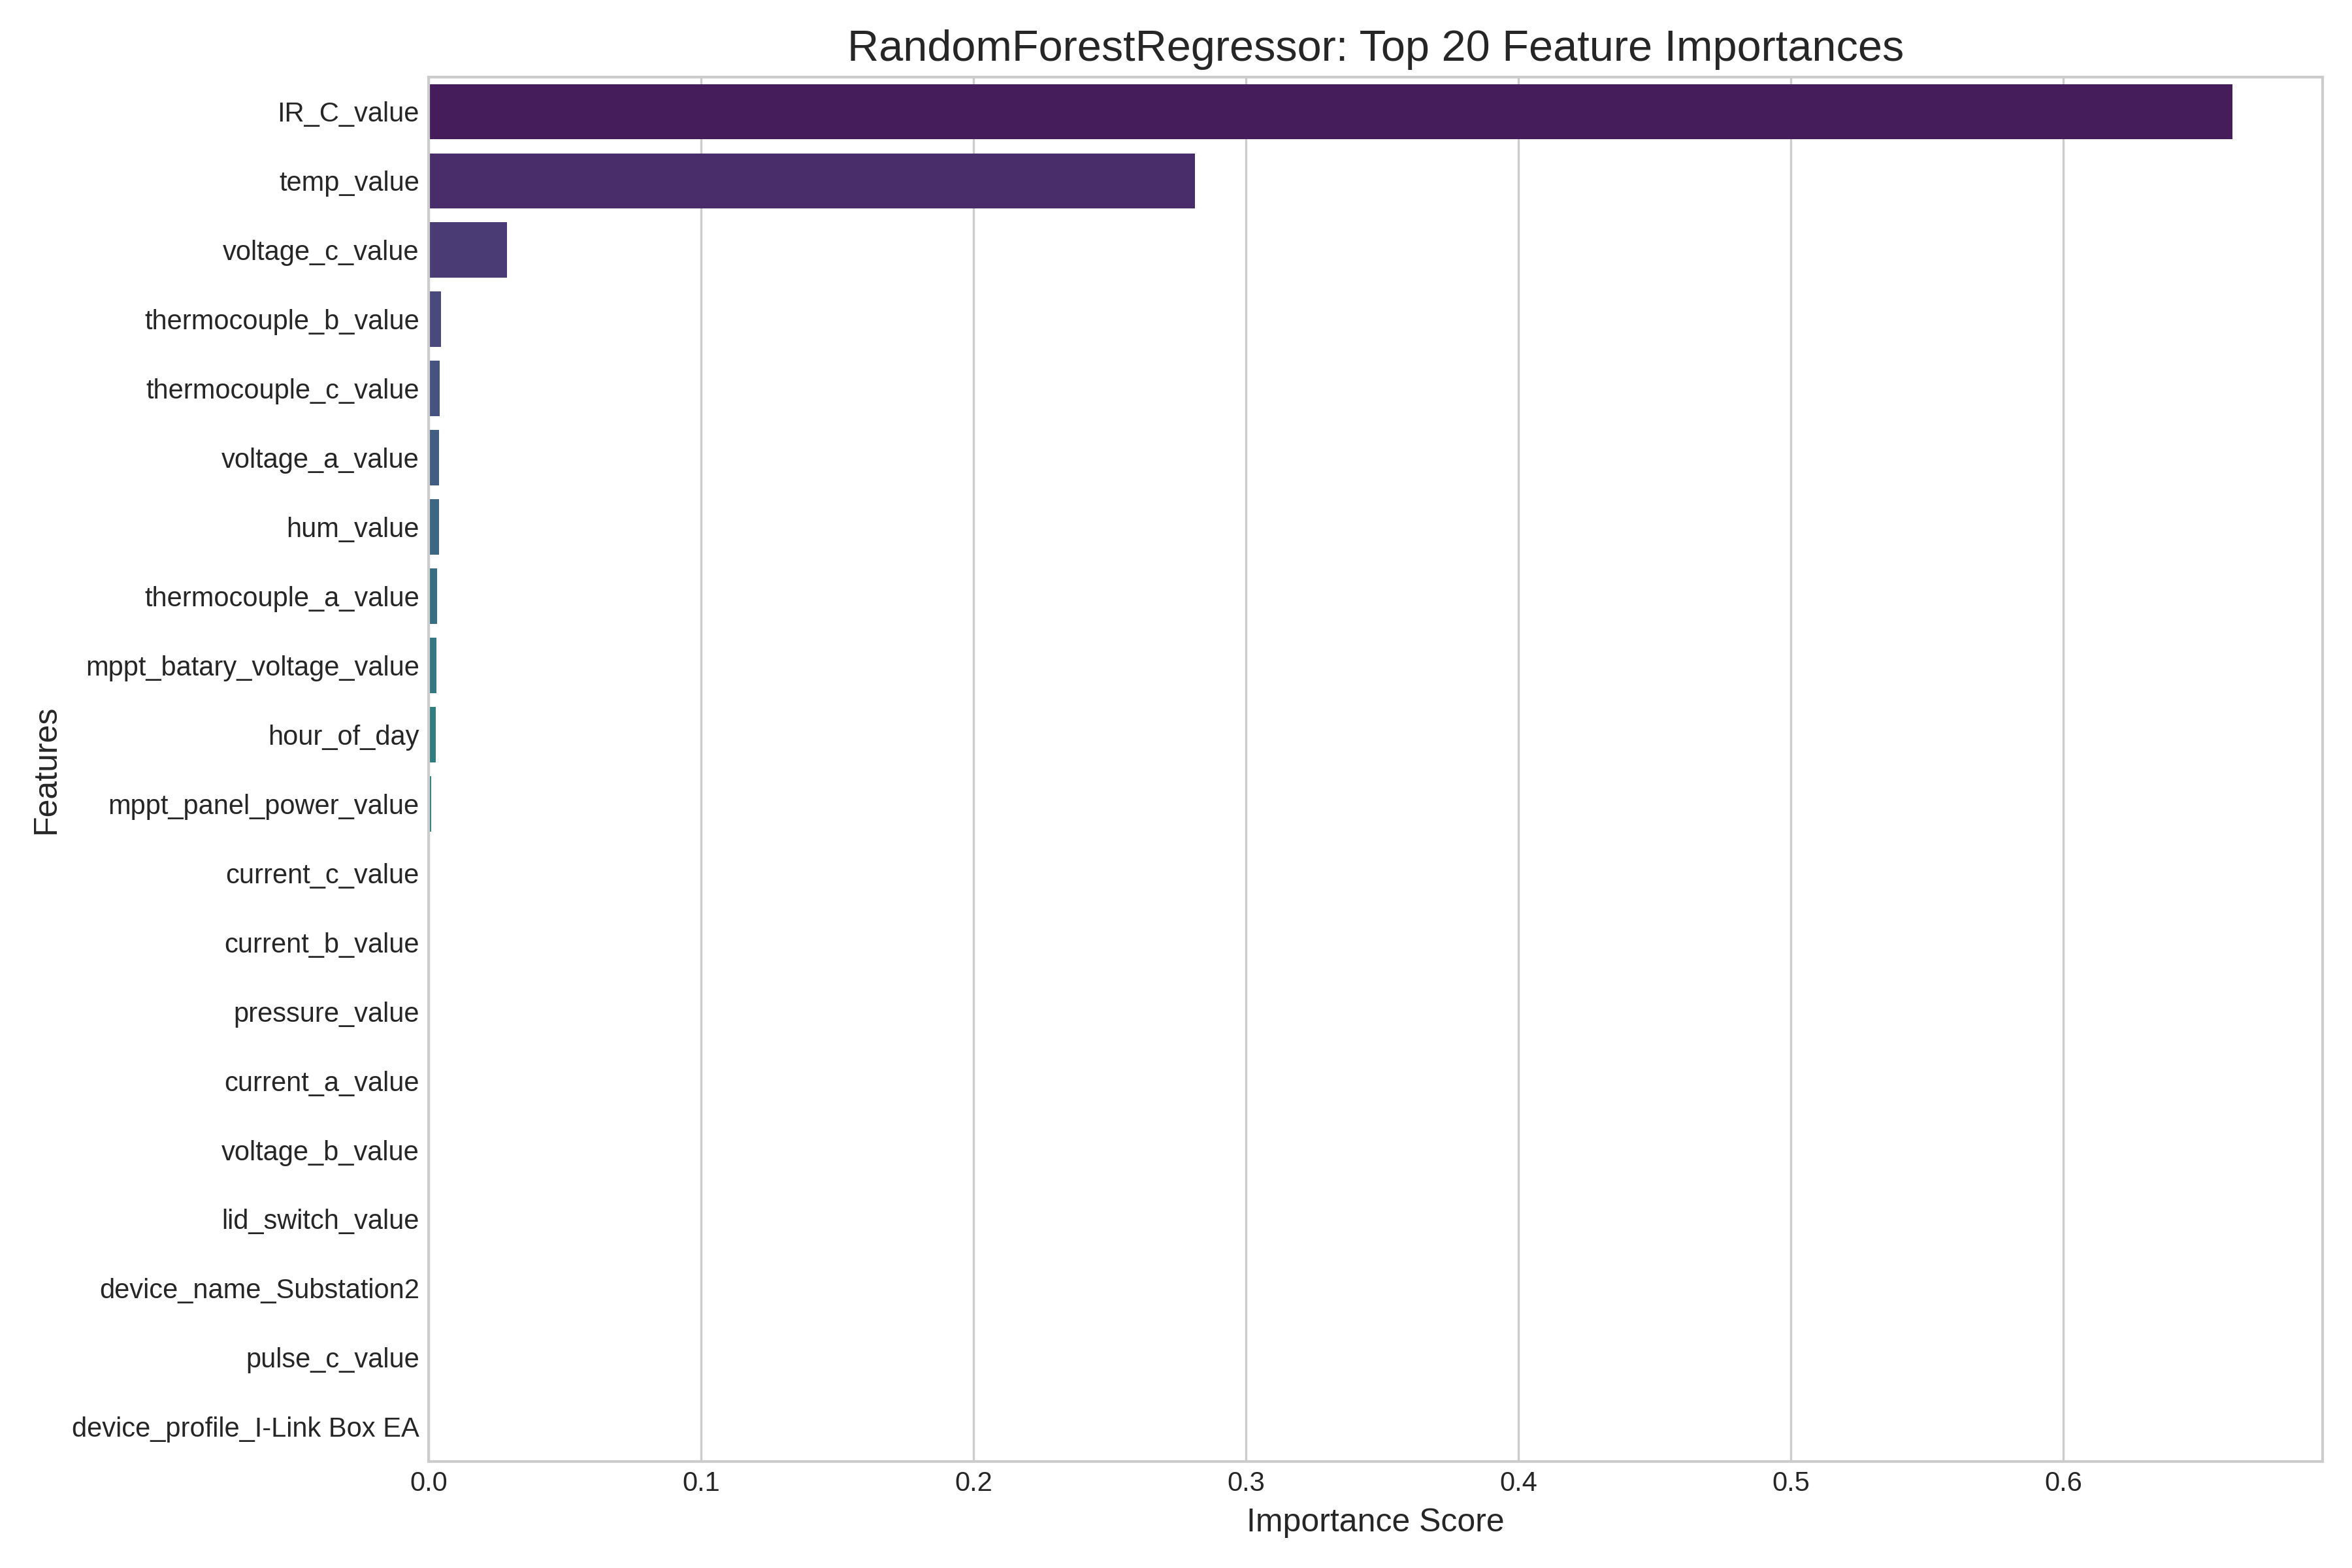 RandomForestRegressor: Top 20 Feature Importances
IR_C_value
temp_value
voltage_c_value
thermocouple_b_value
thermocouple_c_value
voltage_a_value
hum_value
thermocouple_a_value
mppt_batary_voltage_value
hour_of_day
mppt_panel_power_value
current_c_value
current_b_value
pressure_value
current_a_value
voltage_b_value
lid_switch_value
device_name_Substation2
pulse_c_value
device_profile_I-Link Box EA
Features
0.0 0.1 0.2 0.3 0.4 0.5 0.6
Importance Score